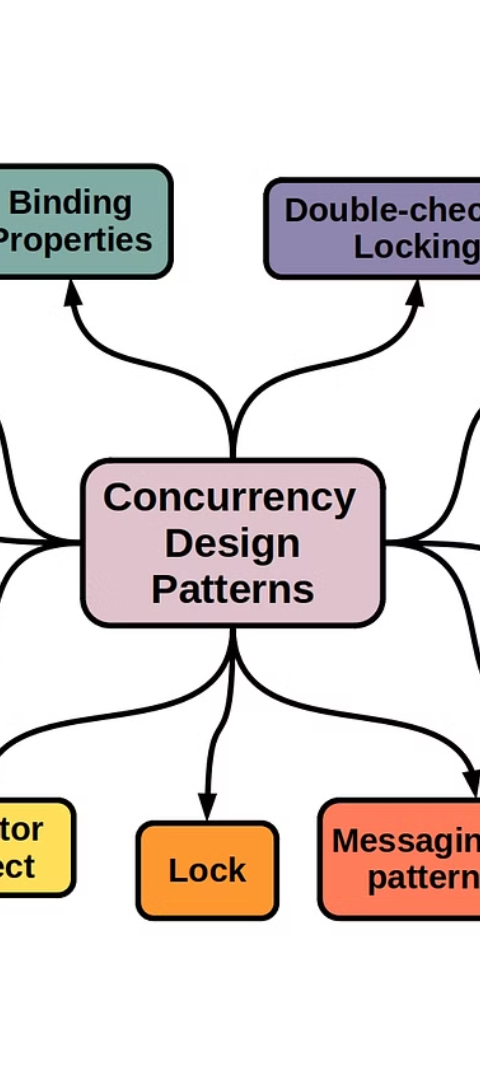 Binding
Properties
Double-chec
Locking
Concurrency
Design
Patterns
tor
ect
Lock
Messagin
pattern